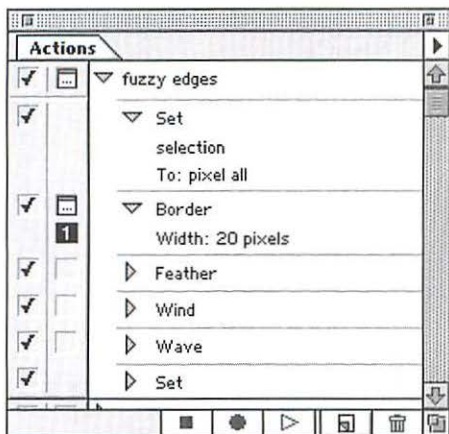 Actions
fuzzy edges
Set
selection
To: pixel all
Border
1
Width: 20 pixels
Feather
Wind
Wave
Set